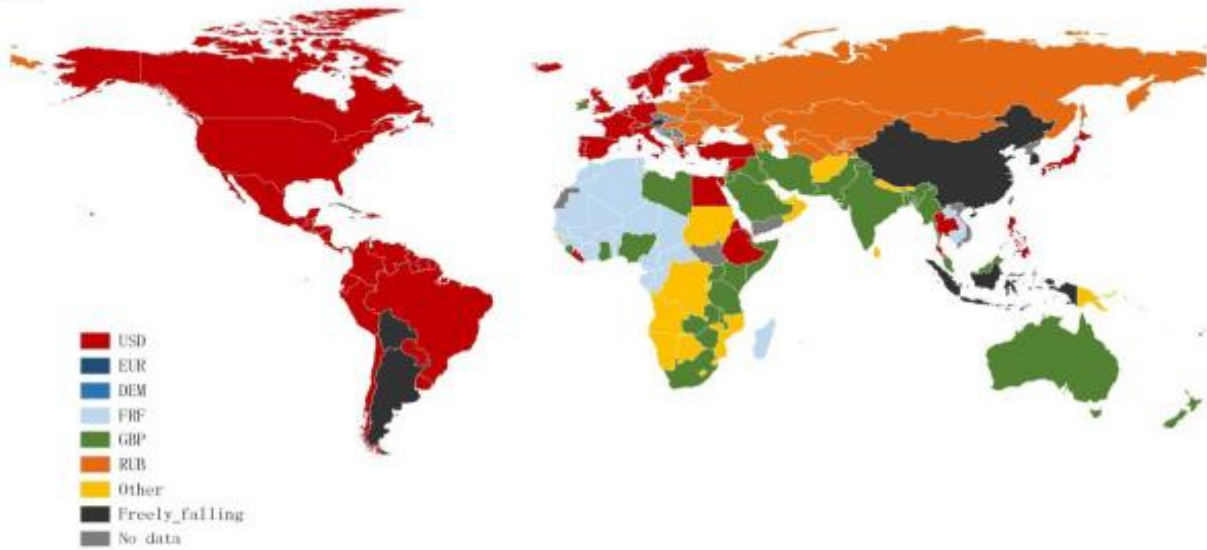 USD
EUR
DEM
FRF
GBP
RUB
Other
Freely_falling
No data